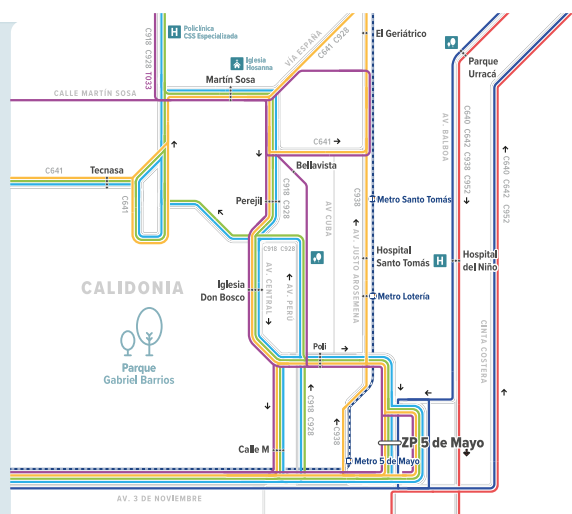 Policlínica
CSS Especializada
El Geriátrico
C918 C928 T033
VÍA ESPAÑA
C641 C928
Iglesia
Hosanna
Parque
Urracá
Martín Sosa
CALLE MARTÍN SOSA
AV. BALBOA
C640 C642 C938 C952
C640 C642 C952
C641
Bellavista
C641
Tecnasa
C641
Perejil
C918 C928
AV CUBA
C938
Metro Santo Tomás
AV. JUSTO AROSEMENA
C918 C928
Hospital
Santo Tomás
H
Hospital
del Niño
CALIDONIA
Iglesia
Don Bosco
AV. CENTRAL
AV. PERÚ
Metro Lotería
CINTA COSTERA
Parque
Gabriel Barrios
Poli
C918 C928
C938
Calle M
ZP 5 de Mayo
Metro 5 de Mayo
AV. 3 DE NOVIEMBRE